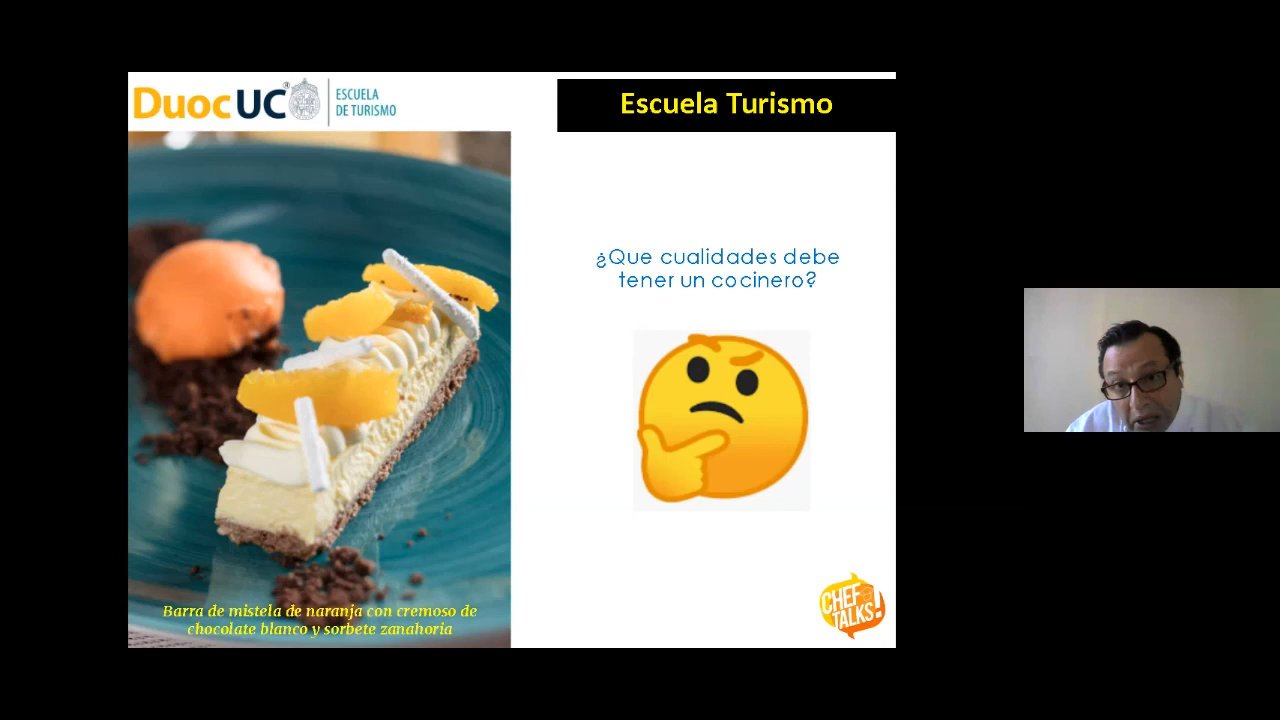 DuocUC®
ESCUELA
DE TURISMO
Escuela Turismo
¿Que cualidades debe
tener un cocinero?
Barra de mistela de naranja con cremoso de
chocolate blanco y sorbete zanahoria
CHEF
TALKS!